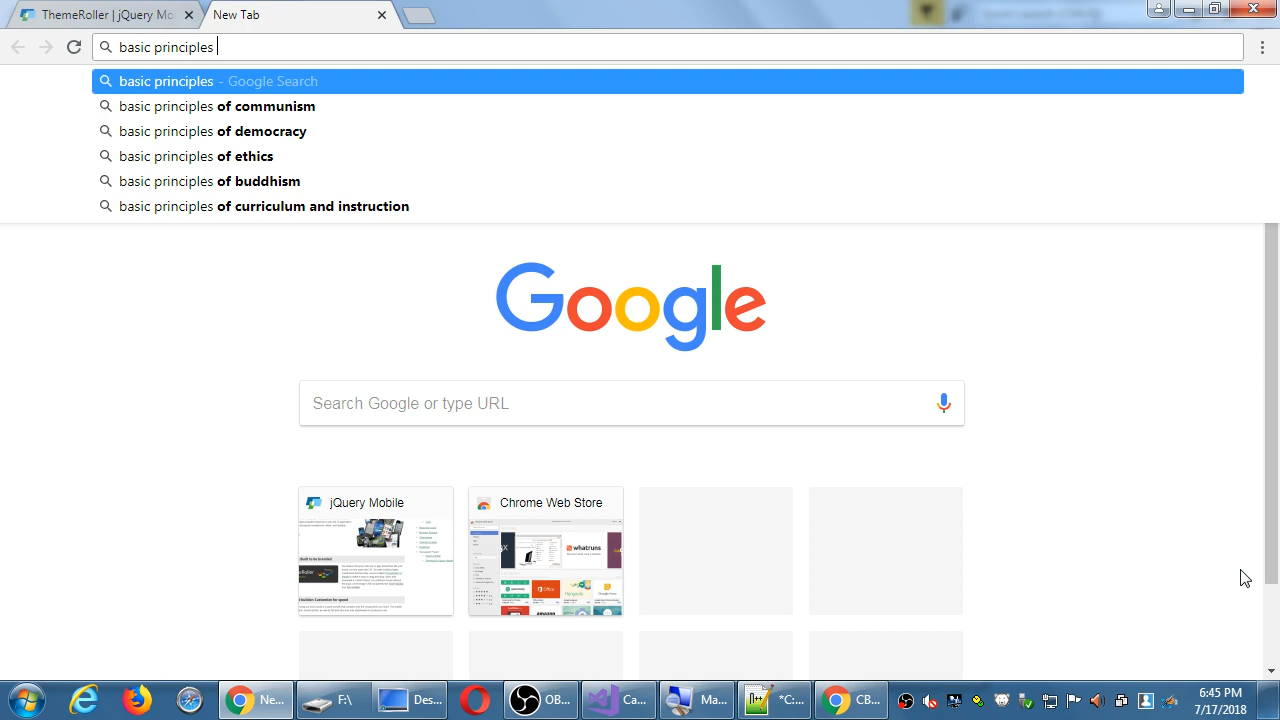 ThemeRoller | jQuery Mo
New Tab
basic principles
basic principles - Google Search
basic principles of communism
basic principles of democracy
basic principles of ethics
basic principles of buddhism
basic principles of curriculum and instruction
Google
Search Google or type URL
jQuery Mobile
Chrome Web Store
whatruns
Ne...
F:\
Des...
OB...
Ca...
Ma...
*C:...
CB...
6:45 PM
7/17/2018